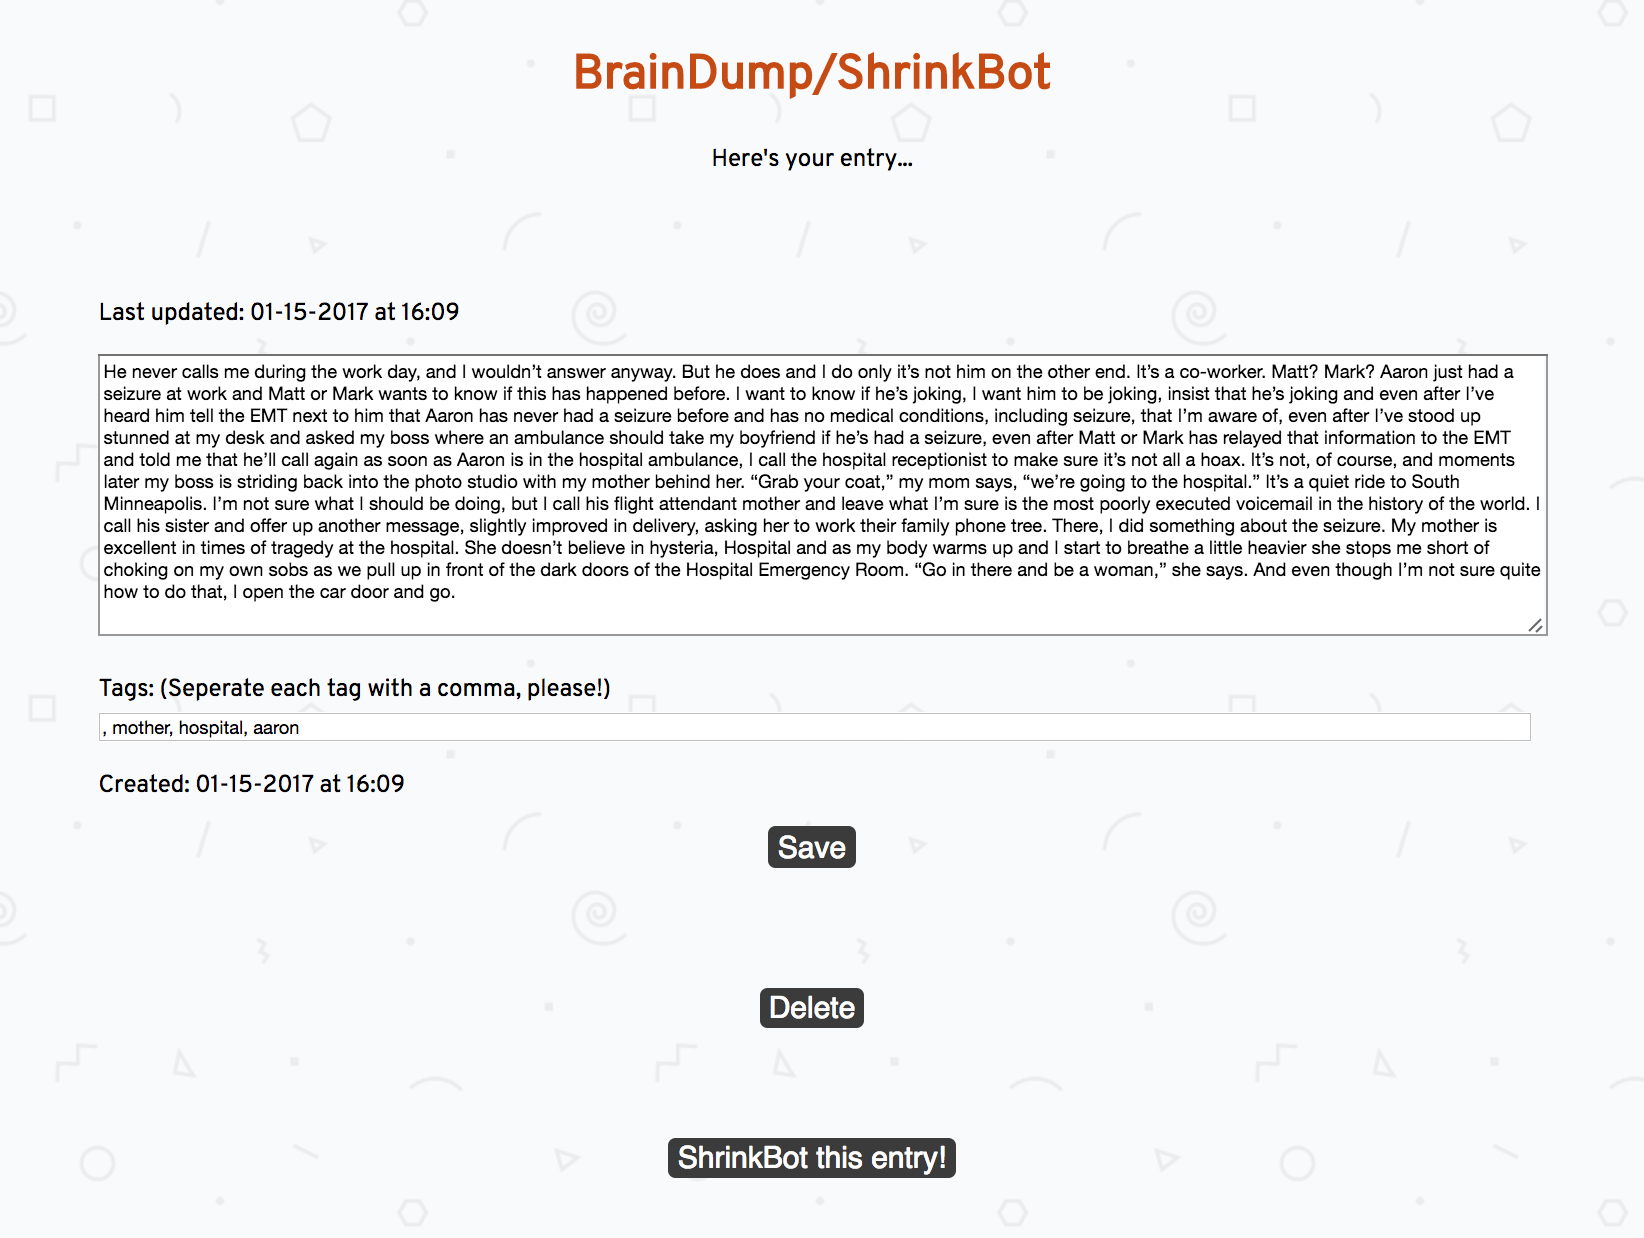 BrainDump/ShrinkBot
Here's your entry...
Last updated: 01-15-2017 at 16:09
He never calls me during the work day, and I wouldn’t answer anyway. But he does and I do only it’s not him on the other end. It’s a co-worker. Matt? Mark? Aaron just had a
seizure at work and Matt or Mark wants to know if this has happened before. I want to know if he’s joking, I want him to be joking, insist that he’s joking and even after I’ve
heard him tell the EMT next to him that Aaron has never had a seizure before and has no medical conditions, including seizure, that I’m aware of, even after I’ve stood up
stunned at my desk and asked my boss where an ambulance should take my boyfriend if he’s had a seizure, even after Matt or Mark has relayed that information to the EMT
and told me that he’ll call again as soon as Aaron is in the hospital ambulance, I call the hospital receptionist to make sure it’s not all a hoax. It’s not, of course, and moments
later my boss is striding back into the photo studio with my mother behind her. “Grab your coat,” my mom says, “we’re going to the hospital.” It’s a quiet ride to South
Minneapolis. I’m not sure what I should be doing, but I call his flight attendant mother and leave what I’m sure is the most poorly executed voicemail in the history of the world. I
call his sister and offer up another message, slightly improved in delivery, asking her to work their family phone tree. There, I did something about the seizure. My mother is
excellent in times of tragedy at the hospital. She doesn’t believe in hysteria, Hospital and as my body warms up and I start to breathe a little heavier she stops me short of
choking on my own sobs as we pull up in front of the dark doors of the Hospital Emergency Room. “Go in there and be a woman,” she says. And even though I’m not sure quite
how to do that, I open the car door and go.
Tags: (Seperate each tag with a comma, please!)
, mother, hospital, aaron
Created: 01-15-2017 at 16:09
Save
Delete
ShrinkBot this entry!